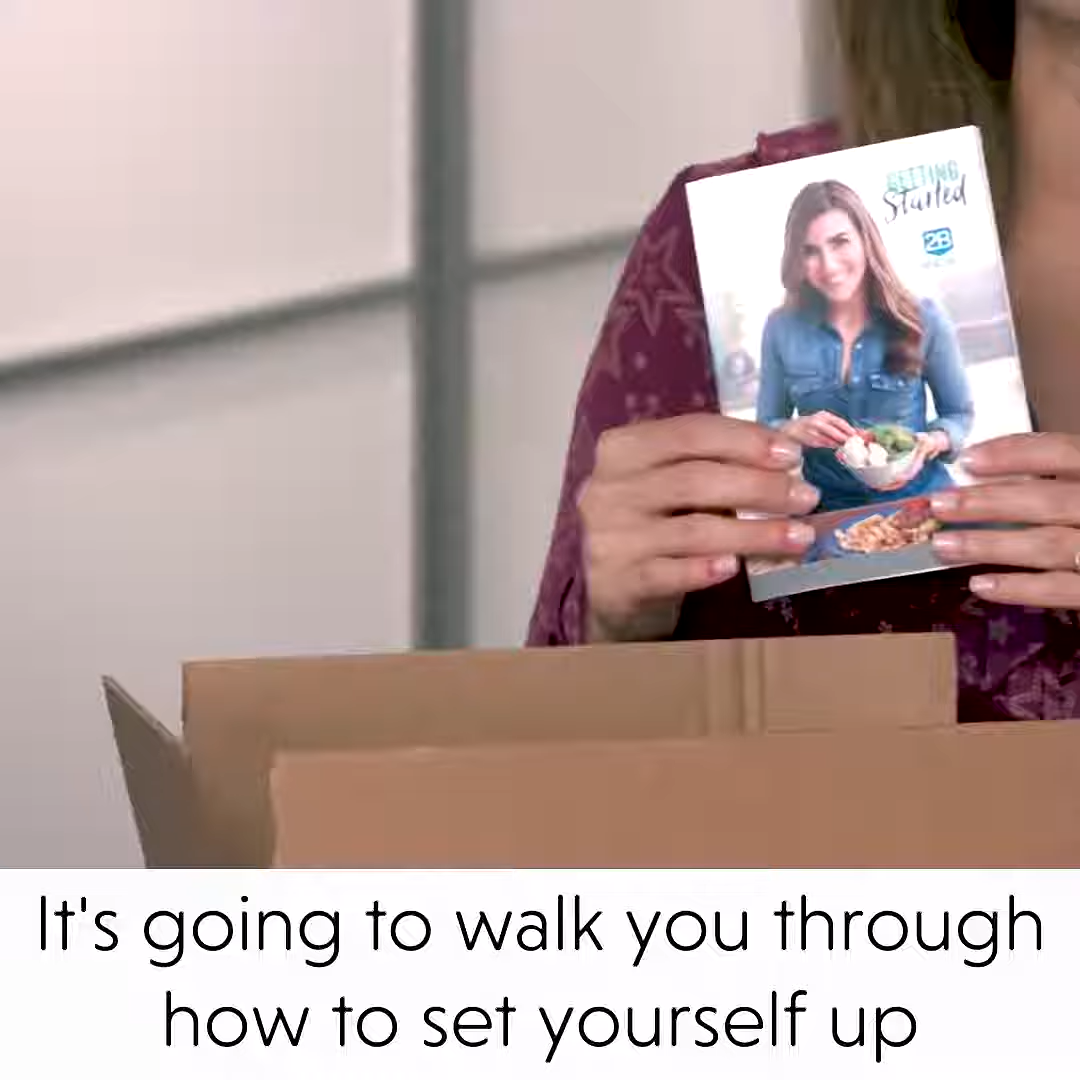 GETTING
Started
2B
It's going to walk you through
how to set yourself up